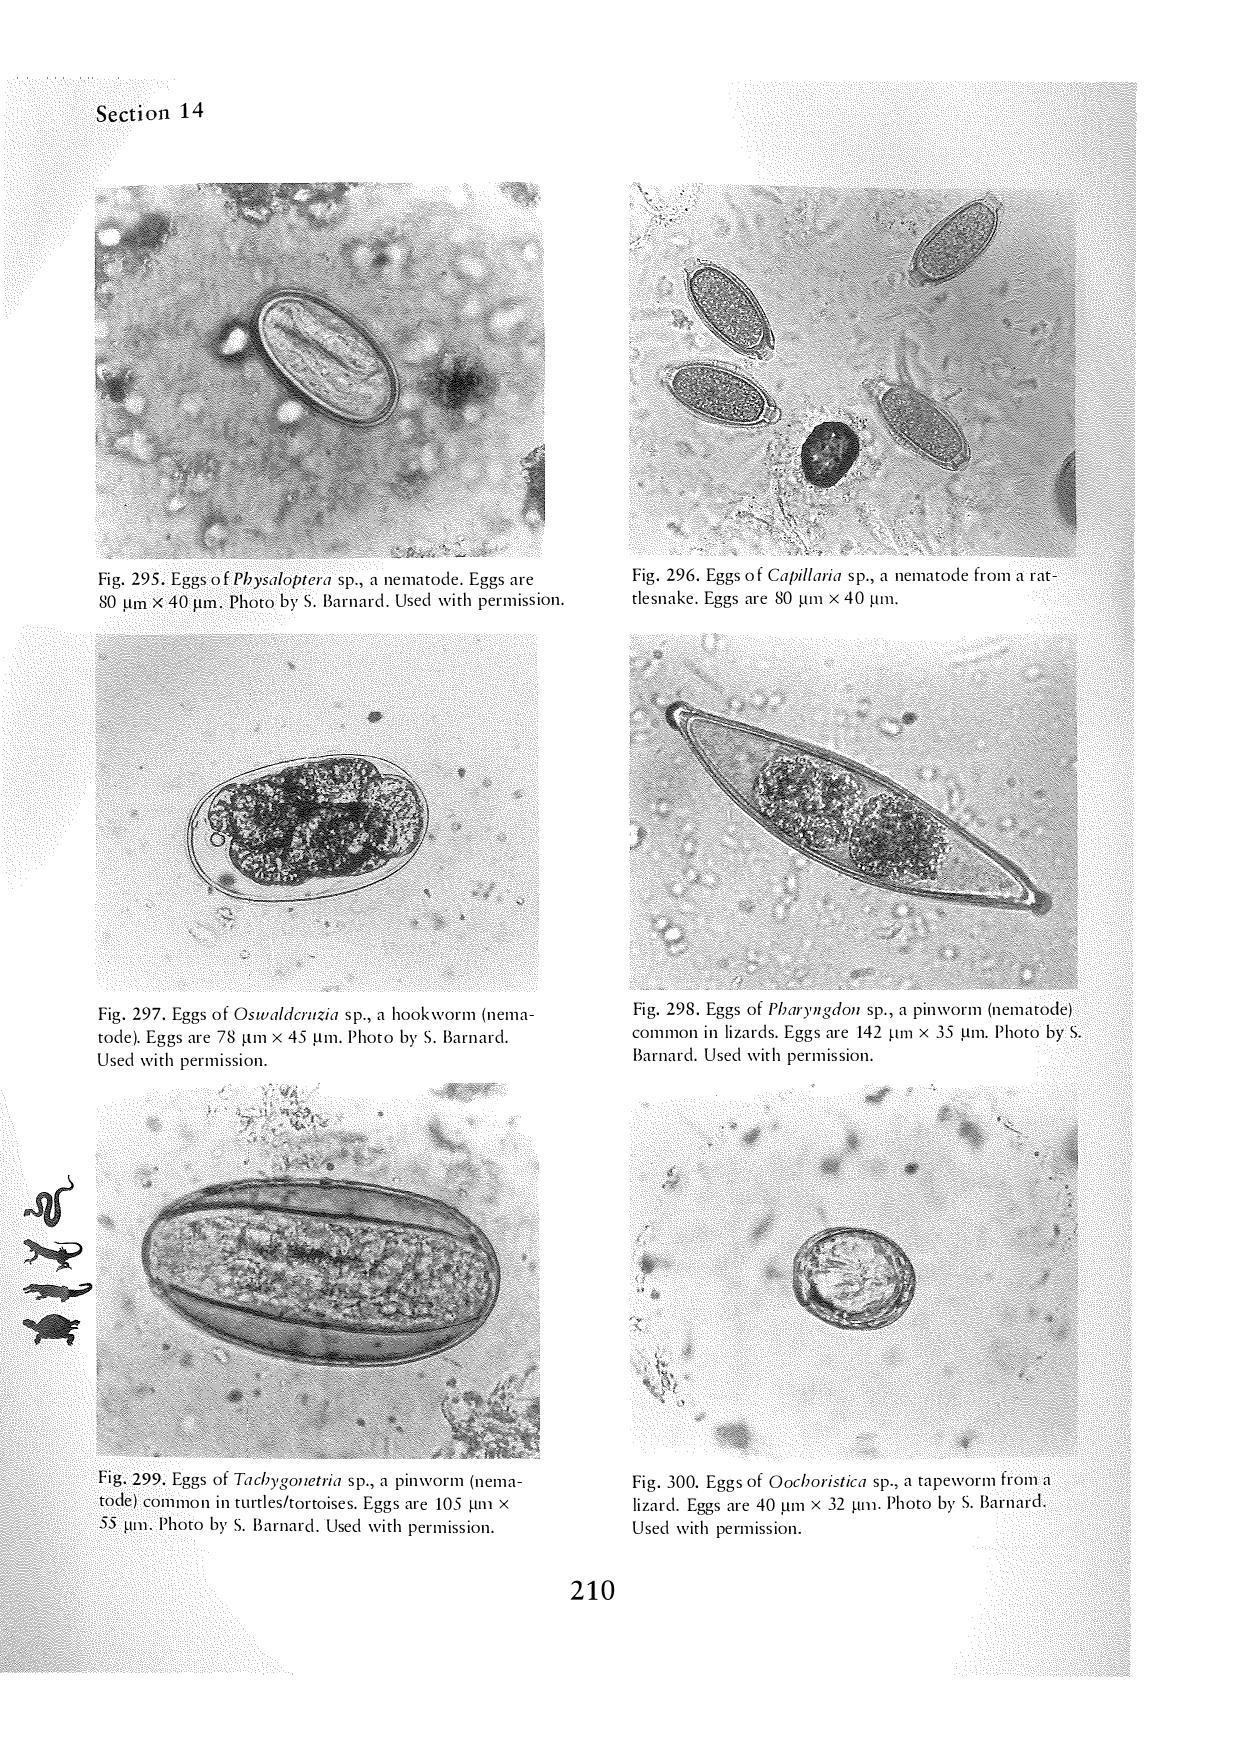 Section 14
Fig. 295. Eggs of Physaloptera sp., a nematode. Eggs are
80 µm × 40 µm. Photo by S. Barnard. Used with permission.
Fig. 296. Eggs of Capillaria sp., a nematode from a rat-
tlesnake. Eggs are 80 µm × 40 µm.
Fig. 297. Eggs of Oswaldcruzia sp., a hookworm (nema-
tode). Eggs are 78 µm × 45 µm. Photo by S. Barnard.
Used with permission.
Fig. 298. Eggs of Pharyngdon sp., a pinworm (nematode)
common in lizards. Eggs are 142 µm × 35 µm. Photo by S.
Barnard. Used with permission.
Fig. 299. Eggs of Tachygonetria sp., a pinworm (nema-
tode) common in turtles/tortoises. Eggs are 105 µm ×
55 µm. Photo by S. Barnard. Used with permission.
Fig. 300. Eggs of Oochoristica sp., a tapeworm from a
lizard. Eggs are 40 µm × 32 µm. Photo by S. Barnard.
Used with permission.
210